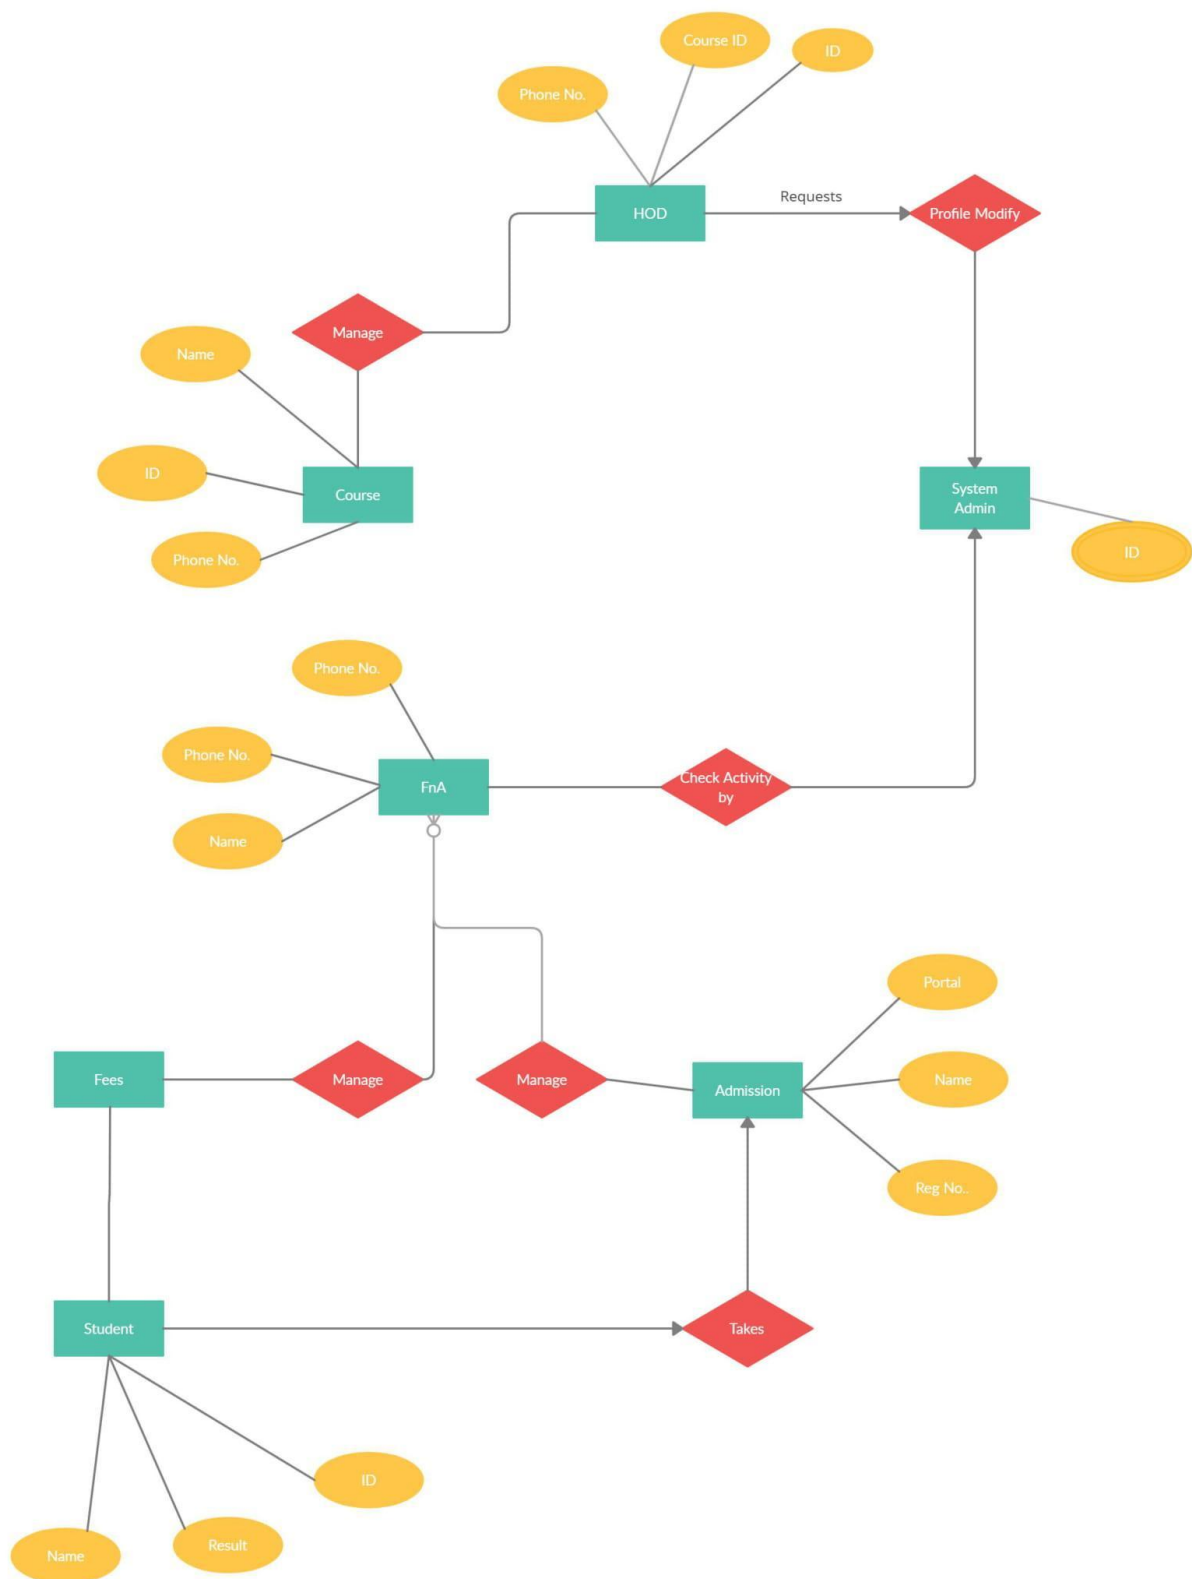 Course ID
ID
Phone No.
HOD
Requests
Profile Modify
Manage
Name
ID
Course
System
Admin
ID
Phone No.
Phone No.
Phone No.
FnA
Check Activity
by
Name
Portal
Fees
Manage
Manage
Admission
Name
Reg No..
Student
Takes
ID
Result
Name